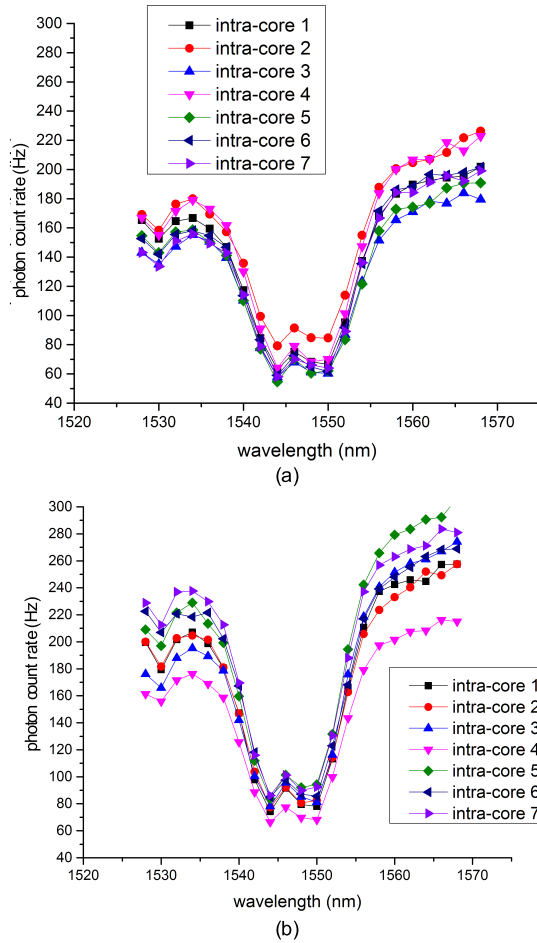 300
280
260
240
220
200
180
160
140
120
100
80
60
40
photon count rate (Hz)
intra-core 1
intra-core 2
intra-core 3
intra-core 4
intra-core 5
intra-core 6
intra-core 7
1520 1530 1540 1550 1560 1570
wavelength (nm)
(a)
300
280
260
240
220
200
180
160
140
120
100
80
60
40
photon count rate (Hz)
intra-core 1
intra-core 2
intra-core 3
intra-core 4
intra-core 5
intra-core 6
intra-core 7
1520 1530 1540 1550 1560 1570
wavelength (nm)
(b)